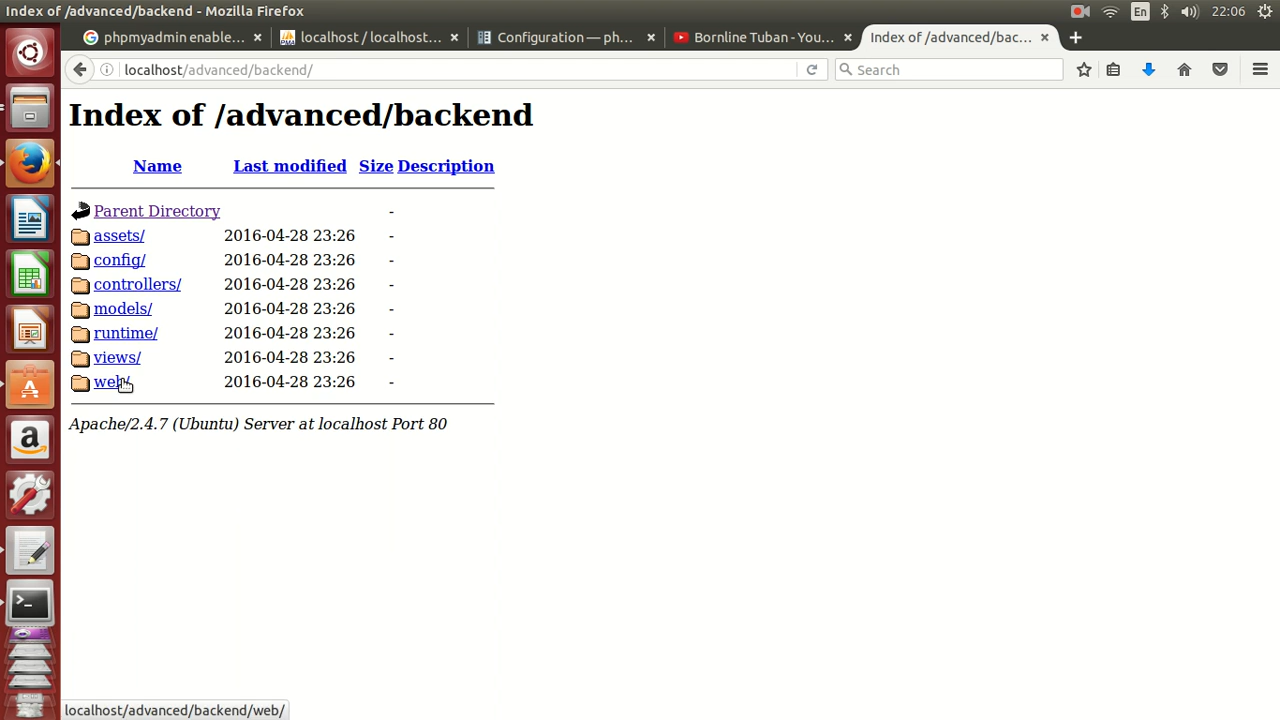 Index of /advanced/backend - Mozilla Firefox
En 22:06
phpmyadmin enable... × localhost / localhost... × Configuration — ph... × Bornline Tuban - You... × Index of /advanced/bac... ×
localhost/advanced/backend/ Search
Index of /advanced/backend
Name Last modified Size Description
Parent Directory -
assets/ 2016-04-28 23:26 -
config/ 2016-04-28 23:26 -
controllers/ 2016-04-28 23:26 -
models/ 2016-04-28 23:26 -
runtime/ 2016-04-28 23:26 -
views/ 2016-04-28 23:26 -
web/ 2016-04-28 23:26 -
Apache/2.4.7 (Ubuntu) Server at localhost Port 80
localhost/advanced/backend/web/